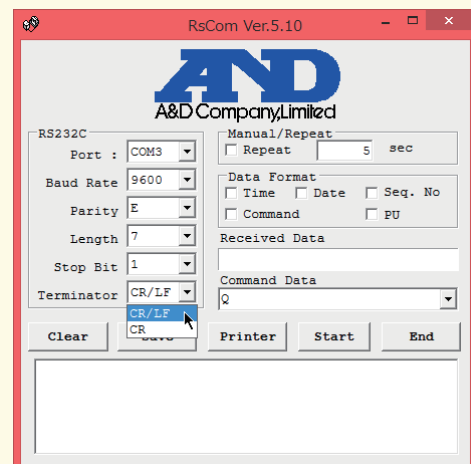 RsCom Ver.5.10
AND
A&D Company,Limited
RS232C
Port : COM3
Baud Rate 9600
Parity E
Length 7
Stop Bit 1
Terminator CR/LF
CR/LF
CR
Manual/Repeat
Repeat 5 sec
Data Format
Time Date Seq. No
Command PU
Received Data
Command Data
Q
Clear Save Printer Start End